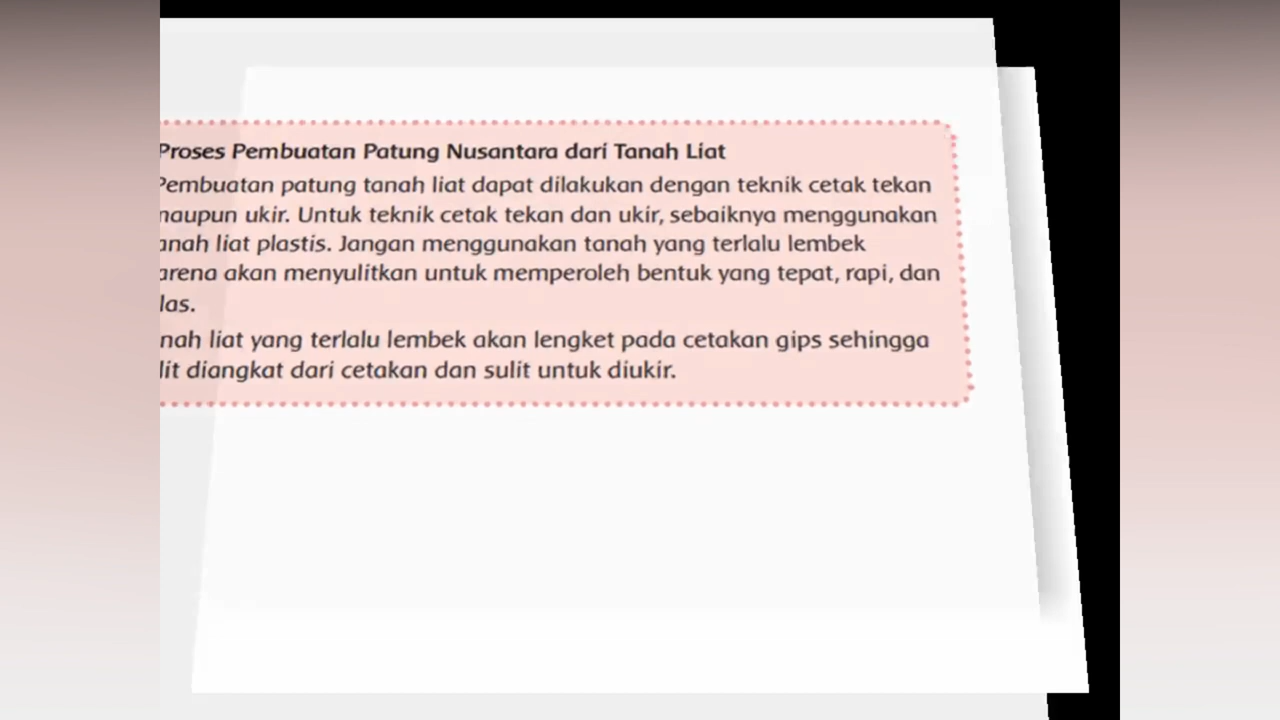 Proses Pembuatan Patung Nusantara dari Tanah Liat
Pembuatan patung tanah liat dapat dilakukan dengan teknik cetak tekan
naupun ukir. Untuk teknik cetak tekan dan ukir, sebaiknya menggunakan
anah liat plastis. Jangan menggunakan tanah yang terlalu lembek
arena akan menyulitkan untuk memperoleh bentuk yang tepat, rapi, dan
las.
nah liat yang terlalu lembek akan lengket pada cetakan gips sehingga
lit diangkat dari cetakan dan sulit untuk diukir.